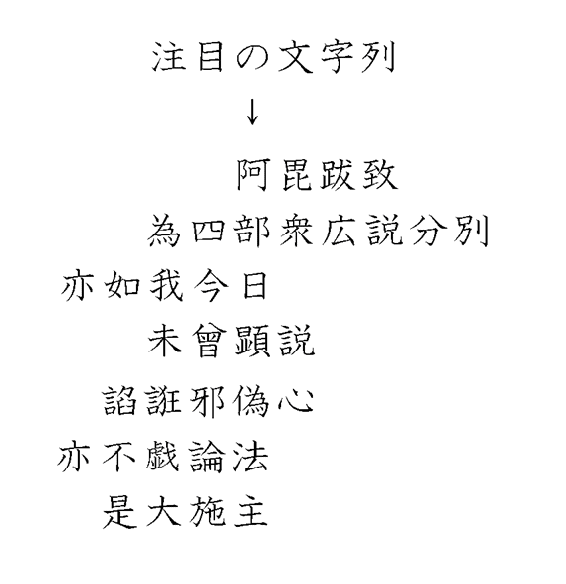 注目の文字列
↓
阿毘跋致
為四部衆広説分別
亦如我今日
未曾顕説
諂誑邪偽心
亦不戯論法
是大施主